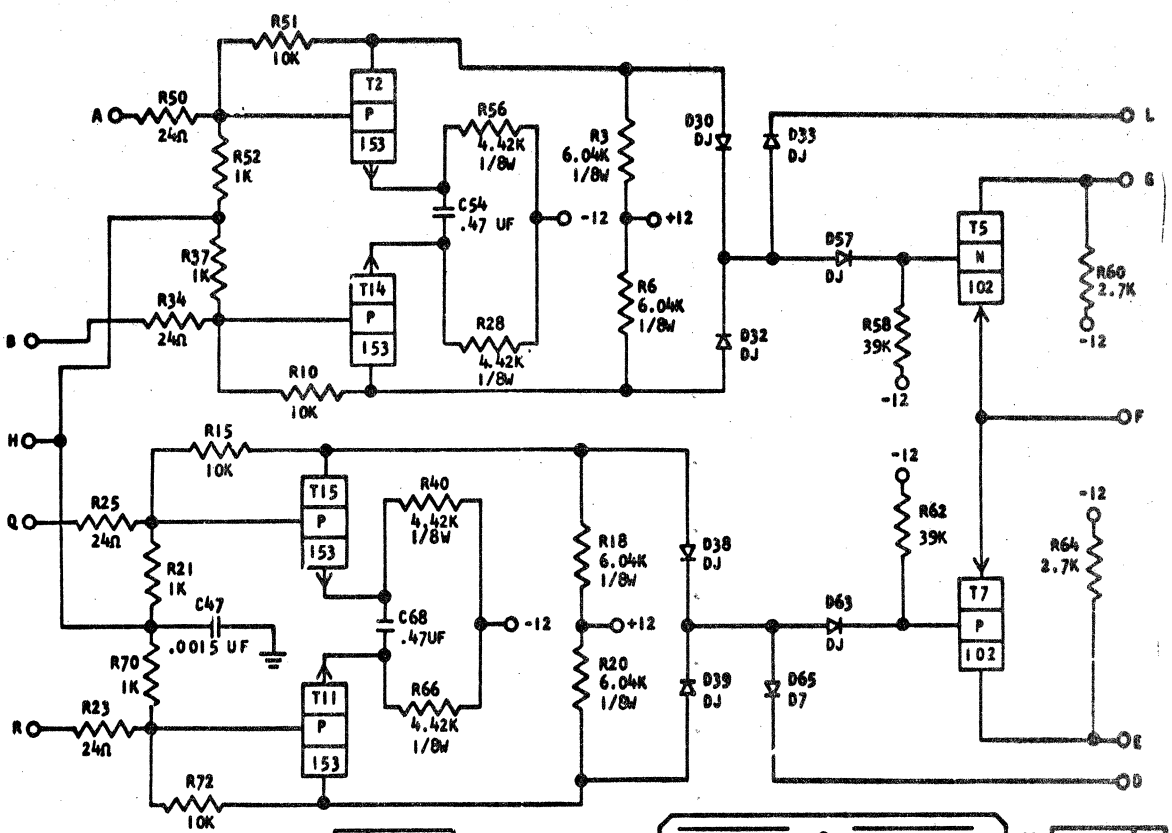 R51
10K
A
R50
24Ω
T2
P
153
R56
4.42K
1/8W
R52
1K
R3
6.04K
1/8W
D30
DJ
D33
DJ
L
G
C54
.47 UF
-12
+12
R37
1K
T14
P
153
R6
6.04K
1/8W
D57
DJ
T5
N
102
R60
2.7K
-12
B
R34
24Ω
R28
4.42K
1/8W
D32
DJ
R58
39K
-12
R10
10K
F
H
R15
10K
-12
R62
39K
-12
R64
2.7K
Q
R25
24Ω
T15
P
153
R40
4.42K
1/8W
R18
6.04K
1/8W
D38
DJ
R21
1K
C47
.0015 UF
C68
.47UF
-12
+12
D63
DJ
T7
P
102
R70
1K
R20
6.04K
1/8W
D39
DJ
D65
D7
R
R23
24Ω
T11
P
153
R66
4.42K
1/8W
E
D
R72
10K